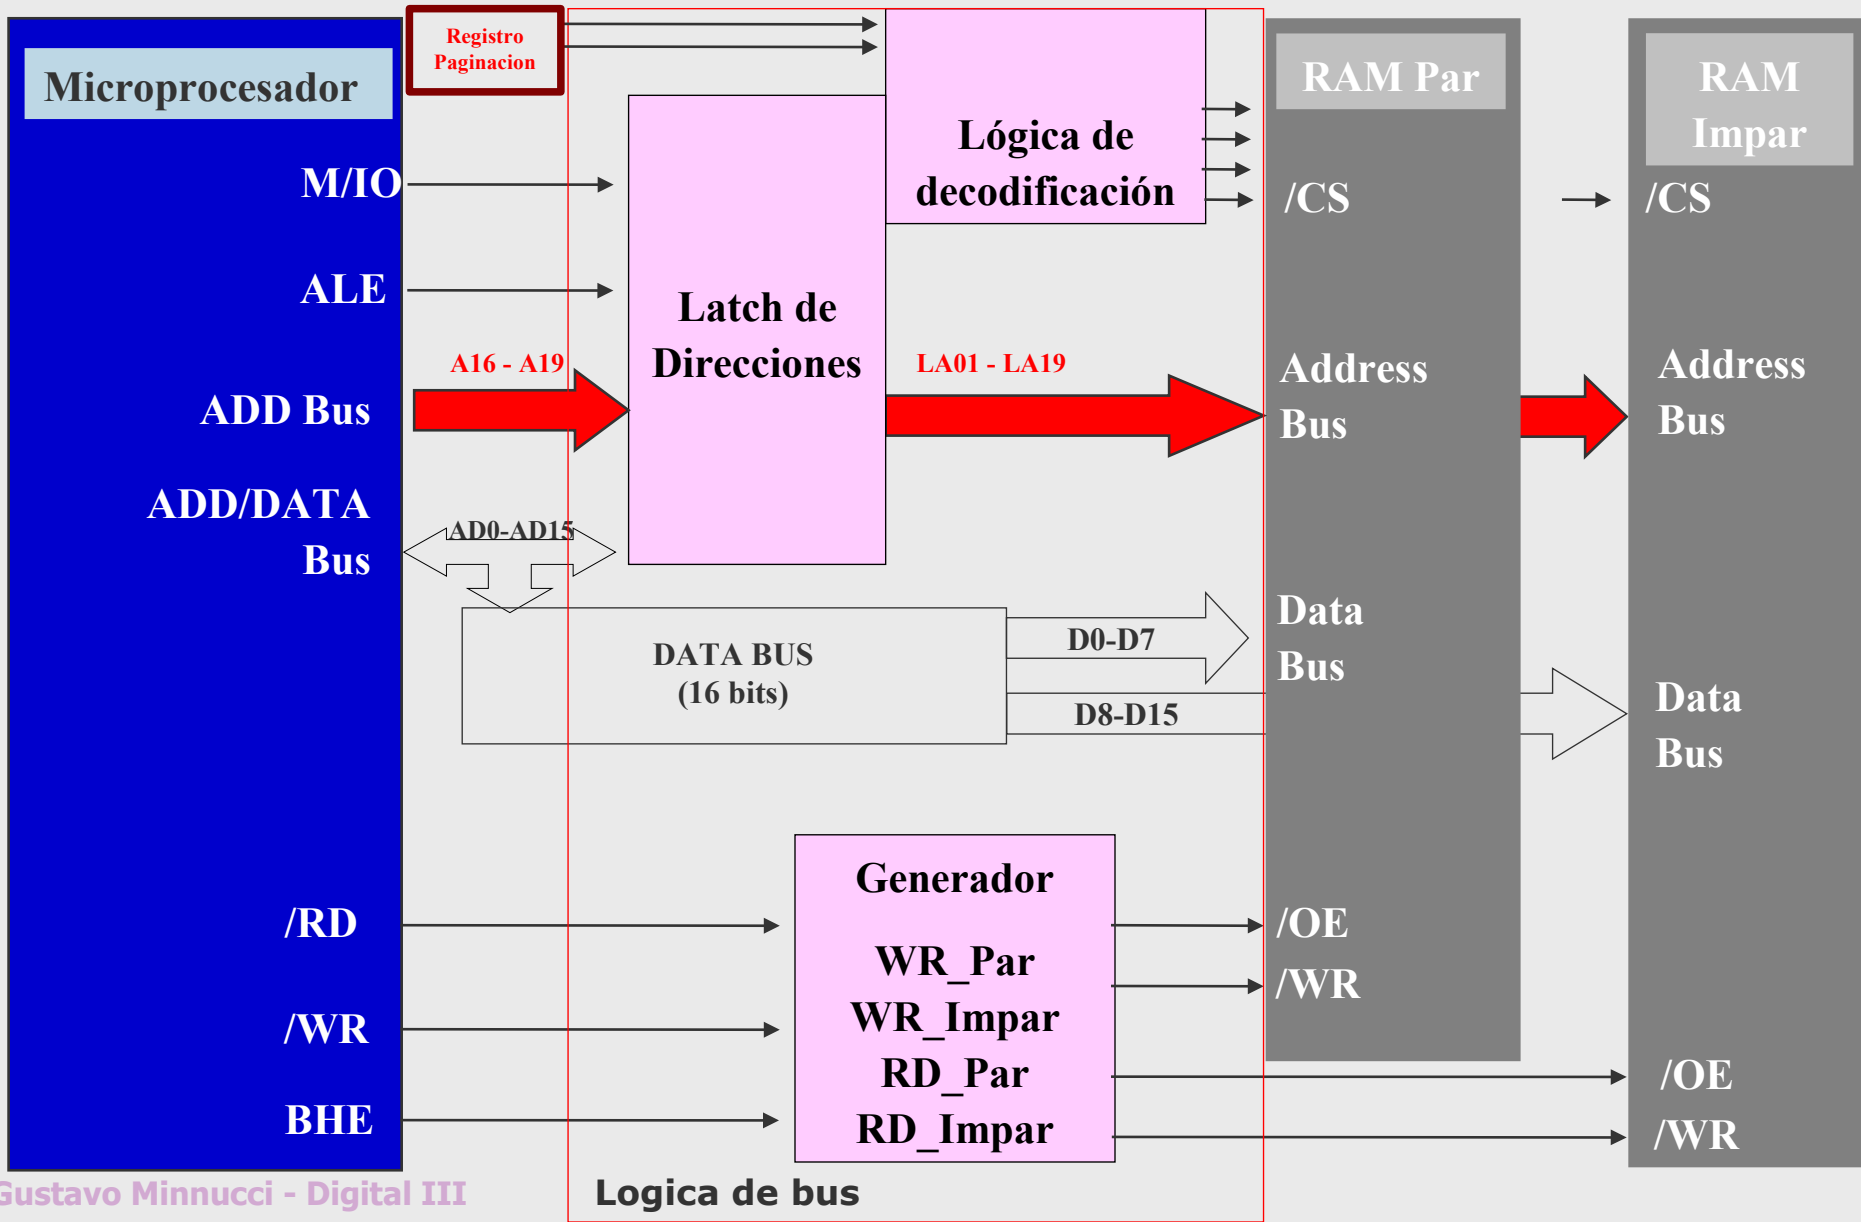 Registro
Paginacion
Microprocesador
M/IO
ALE
ADD Bus
ADD/DATA
Bus
/RD
/WR
BHE
A16 - A19
AD0-AD15
Latch de
Direcciones
Lógica de
decodificación
LA01 - LA19
DATA BUS
(16 bits)
D0-D7
D8-D15
Generador
WR_Par
WR_Impar
RD_Par
RD_Impar
RAM Par
/CS
Address
Bus
Data
Bus
/OE
/WR
RAM
Impar
/CS
Address
Bus
Data
Bus
/OE
/WR
Gustavo Minnucci - Digital III
Logica de bus